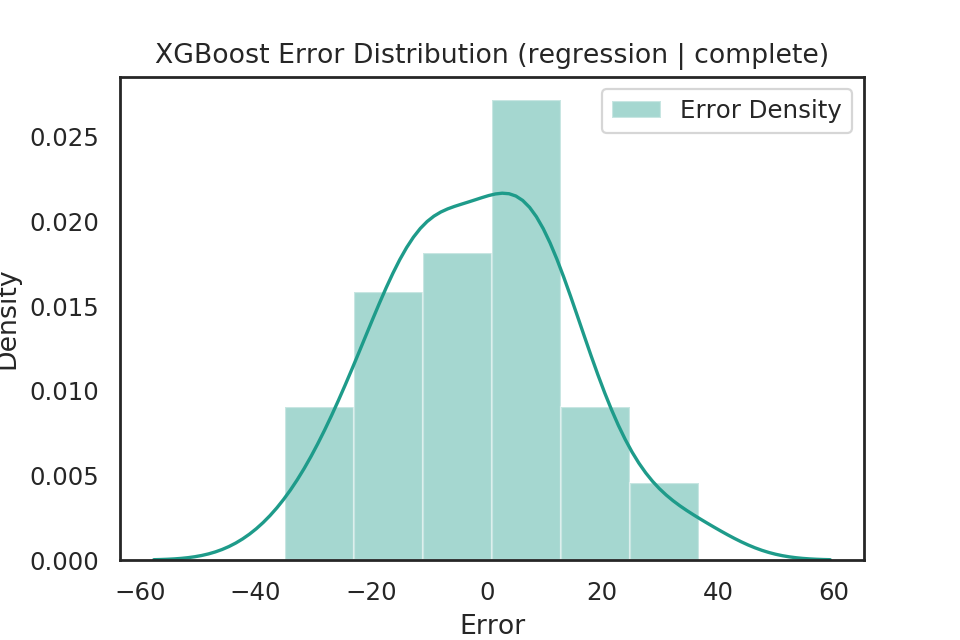 XGBoost Error Distribution (regression | complete)
Error Density
0.025
0.020
0.015
0.010
0.005
0.000
Density
−60 −40 −20 0 20 40 60
Error